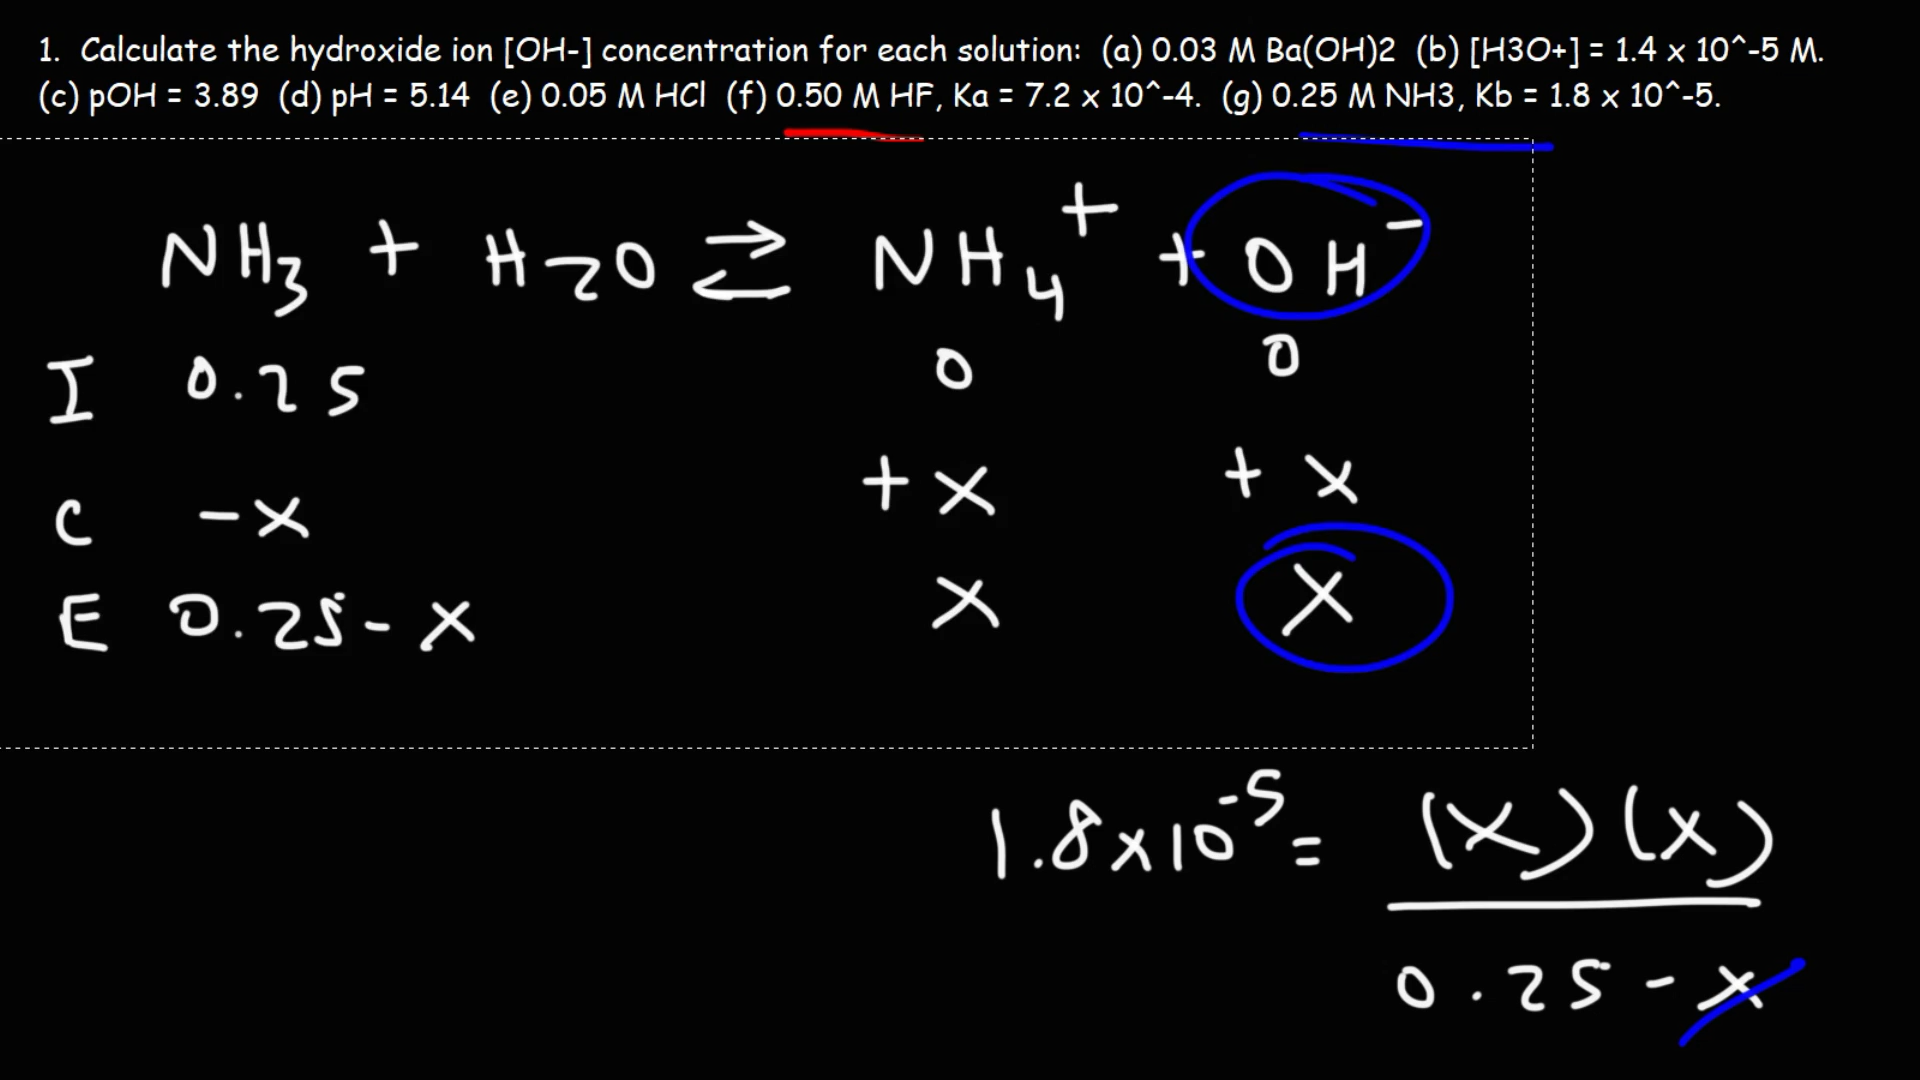 1. Calculate the hydroxide ion [OH-] concentration for each solution: (a) 0.03 M Ba(OH)2 (b) [H3O+] = 1.4 x 10^-5 M.
(c) pOH = 3.89 (d) pH = 5.14 (e) 0.05 M HCl (f) 0.50 M HF, Ka = 7.2 x 10^-4. (g) 0.25 M NH3, Kb = 1.8 x 10^-5.
NH3 + H2O ⇌ NH4+ + OH-
I 0.25 0 0
C -x +x +x
E 0.25-x x x
1.8x10^-5 = (x)(x)
0.25-x